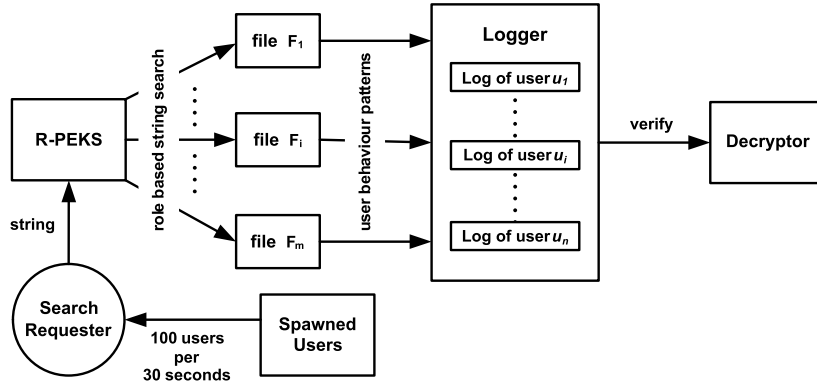 R-PEKS
string
Search
Requester
100 users
per
30 seconds
Spawned
Users
role based string search
file F1
file Fi
file Fm
user behaviour patterns
Logger
Log of user u1
Log of user ui
Log of user un
verify
Decryptor